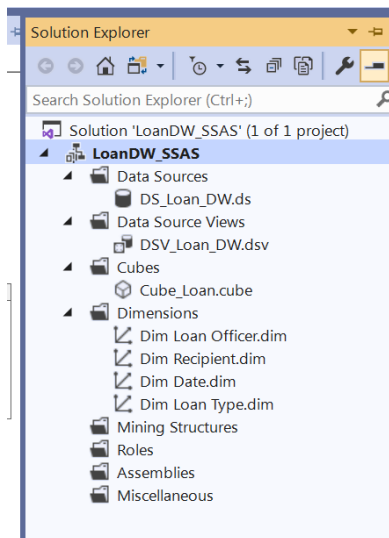 Solution Explorer
Search Solution Explorer (Ctrl+;)
Solution 'LoanDW_SSAS' (1 of 1 project)
LoanDW_SSAS
Data Sources
DS_Loan_DW.ds
Data Source Views
DSV_Loan_DW.dsv
Cubes
Cube_Loan.cube
Dimensions
Dim Loan Officer.dim
Dim Recipient.dim
Dim Date.dim
Dim Loan Type.dim
Mining Structures
Roles
Assemblies
Miscellaneous